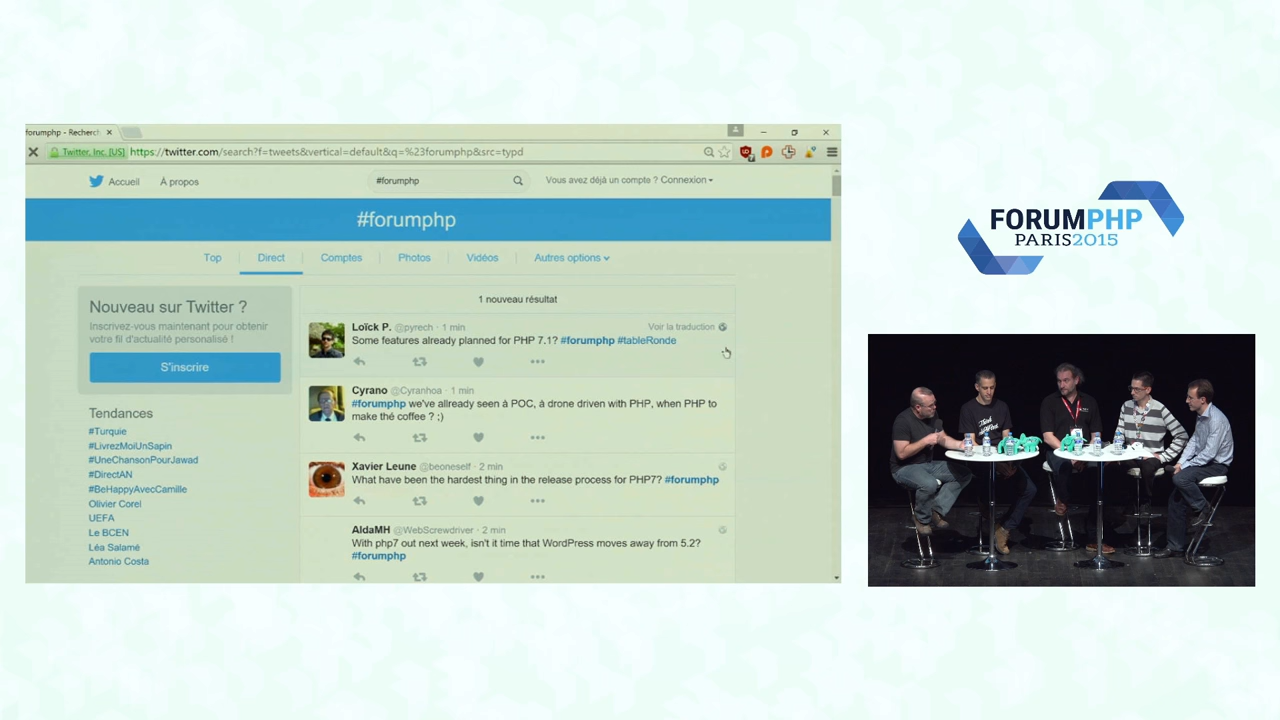 forumphp - Recherch
Twitter, Inc. [US] https://twitter.com/search?f=tweets&vertical=default&q=%23forumphp&src=typd
Accueil À propos
#forumphp
Vous avez déjà un compte ? Connexion
#forumphp
Top
Direct
Comptes
Photos
Vidéos
Autres options
Nouveau sur Twitter ?
Inscrivez-vous maintenant pour obtenir
votre fil d'actualité personalisé !
S'inscrire
Tendances
#Turquie
#LivrezMoiUnSapin
#UneChansonPourJawad
#DirectAN
#BeHappyAvecCamille
Olivier Corel
UEFA
Le BCEN
Léa Salamé
Antonio Costa
1 nouveau résultat
Loïck P. @pyrech · 1 min
Voir la traduction
Some features already planned for PHP 7.1? #forumphp #tableRonde
Cyrano @Cyranhoa · 1 min
#forumphp we've allready seen à POC, à drone driven with PHP, when PHP to
make thé coffee ? ;)
Xavier Leune @beoneself · 2 min
What have been the hardest thing in the release process for PHP7? #forumphp
AldaMH @WebScrewdriver · 2 min
With php7 out next week, isn't it time that WordPress moves away from 5.2?
#forumphp
FORUMPHP
PARIS2015